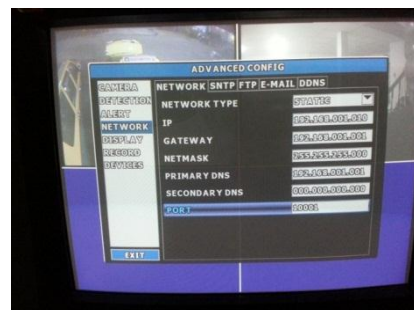 ADVANCED CONFIG
CAMERA
DETECTION
ALERT
NETWORK
DISPLAY
RECORD
DEVICES
EXIT
NETWORK SNTP FTP E-MAIL DDNS
NETWORK TYPE STATIC
IP 192.168.001.010
GATEWAY 192.168.001.001
NETMASK 255.255.255.000
PRIMARY DNS 192.168.001.001
SECONDARY DNS 000.000.000.000
PORT 10001